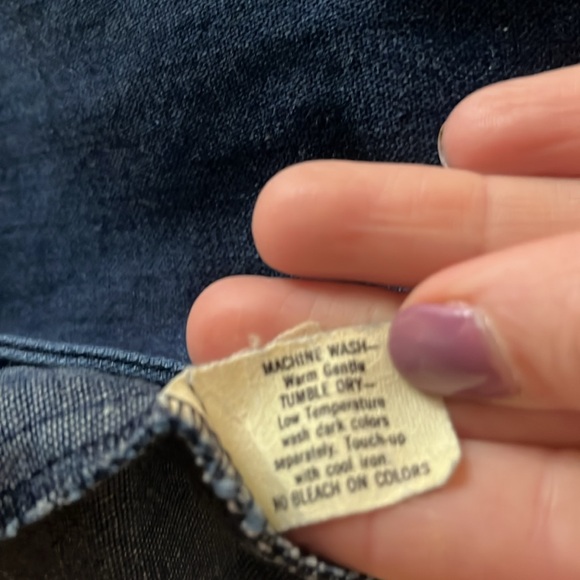 MACHINE WASH—
Warm Gentle
TUMBLE DRY—
Low Temperature
wash dark colors
separately. Touch-up
with cool iron.
NO BLEACH ON COLORS